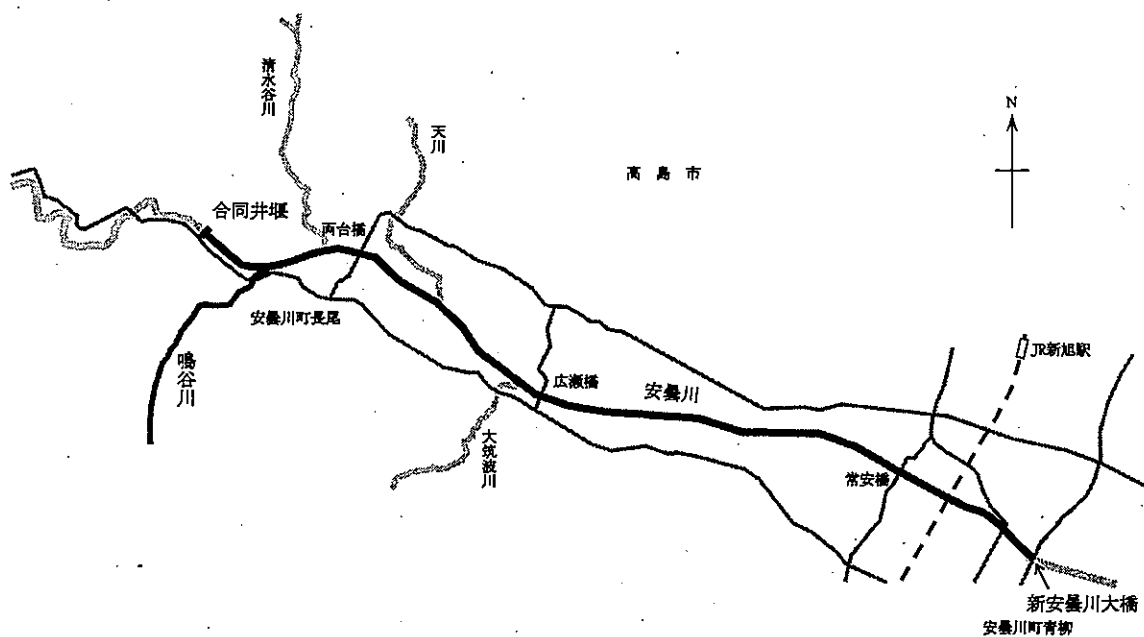 清水谷川
天川
N
高島市
合同井堰
両台橋
安曇川町長尾
鳴谷川
JR新旭駅
広瀬橋
安曇川
大筑波川
常安橋
新安曇川大橋
安曇川町青柳